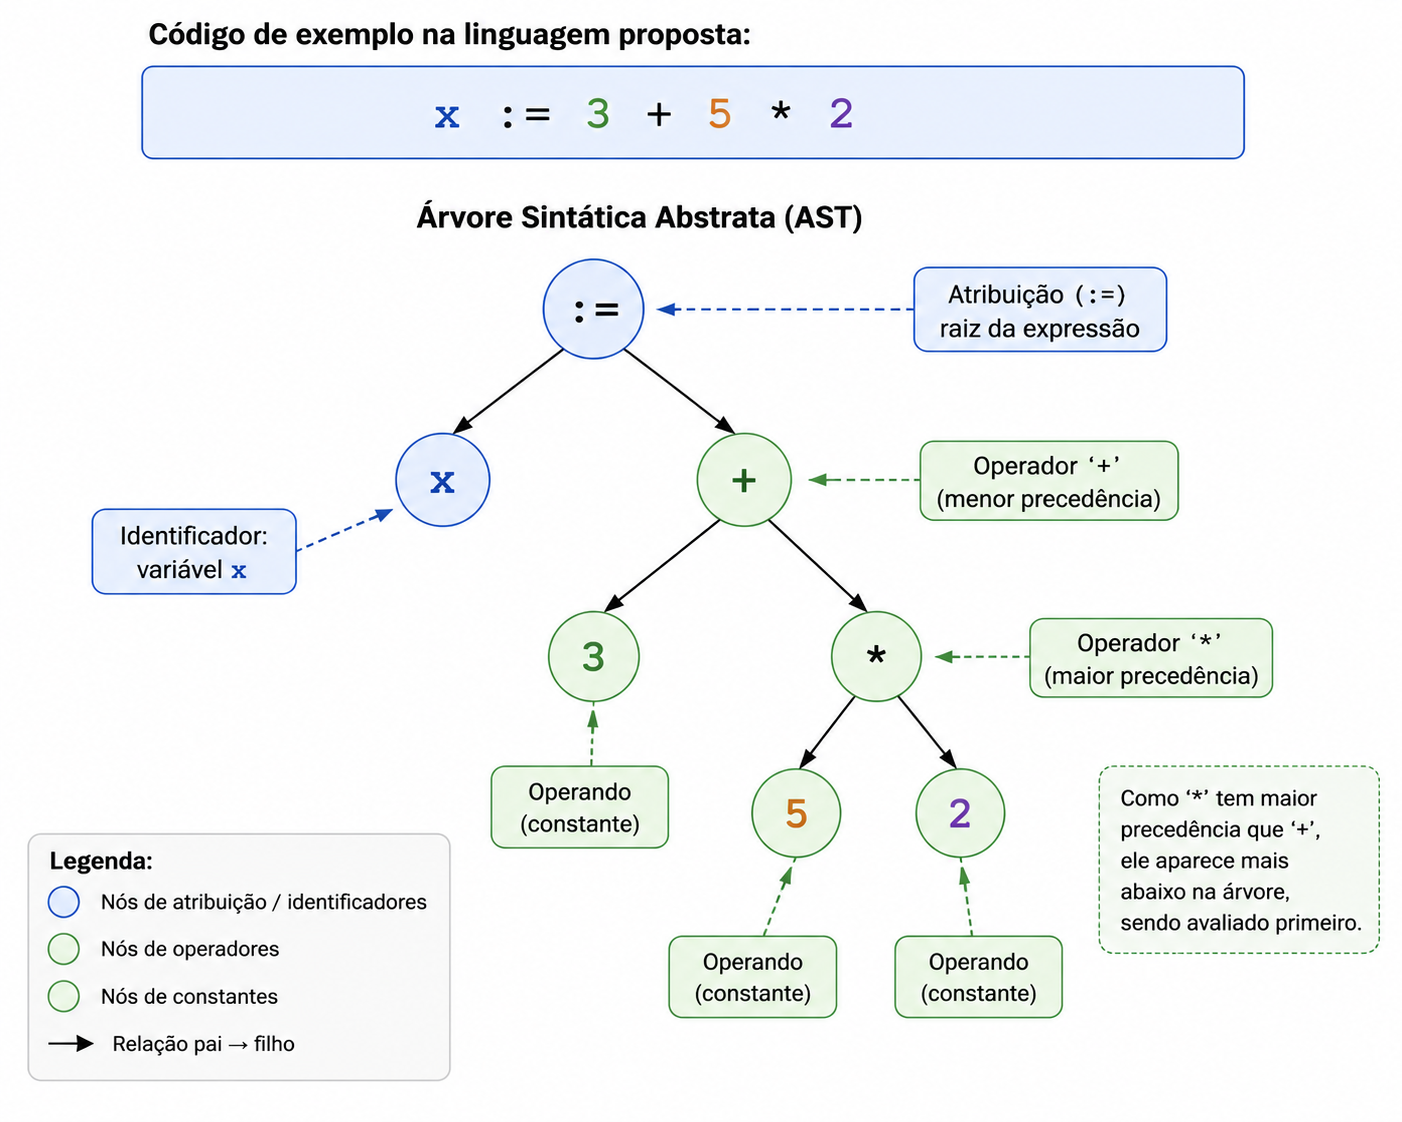 Código de exemplo na linguagem proposta:
x := 3 + 5 * 2
Árvore Sintática Abstrata (AST)
:=
Atribuição (:=)
raiz da expressão
x
+
Operador ‘+’
(menor precedência)
Identificador:
variável x
3
*
Operador ‘*’
(maior precedência)
Operando
(constante)
5
2
Como ‘*’ tem maior
precedência que ‘+’,
ele aparece mais
abaixo na árvore,
sendo avaliado primeiro.
Operando
(constante)
Operando
(constante)
Legenda:
Nós de atribuição / identificadores
Nós de operadores
Nós de constantes
Relação pai → filho